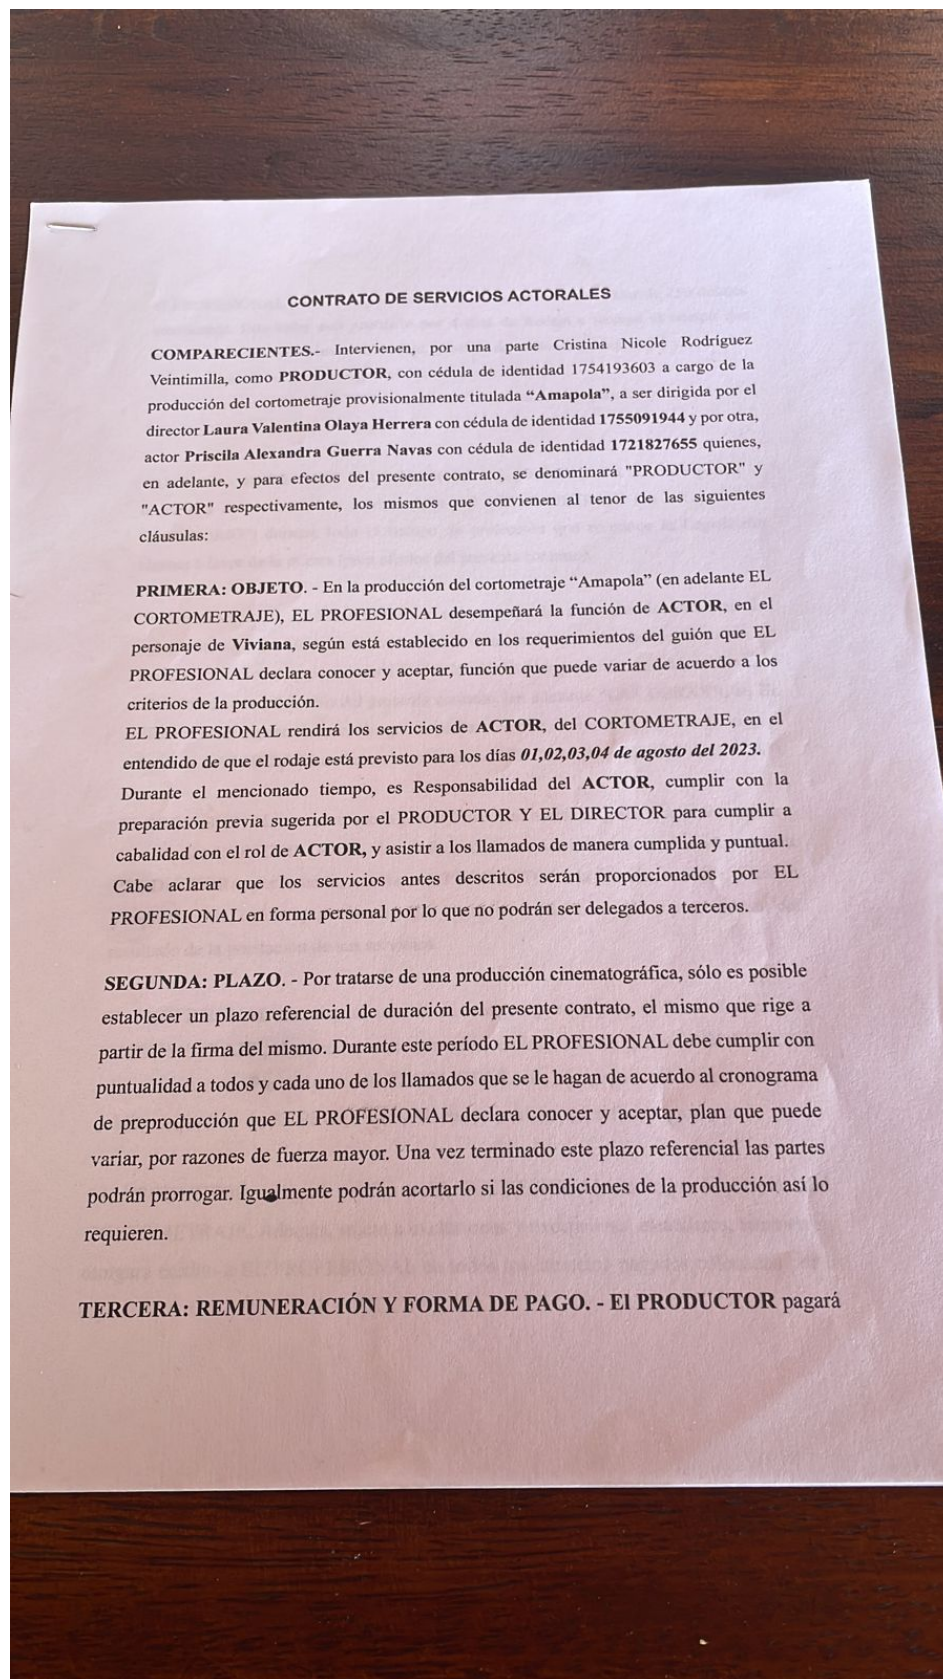 CONTRATO DE SERVICIOS ACTORALES
COMPARECIENTES.- Intervienen, por una parte Cristina Nicole Rodríguez
Veintimilla, como PRODUCTOR, con cédula de identidad 1754193603 a cargo de la
producción del cortometraje provisionalmente titulada “Amapola”, a ser dirigida por el
director Laura Valentina Olaya Herrera con cédula de identidad 1755091944 y por otra,
actor Priscila Alexandra Guerra Navas con cédula de identidad 1721827655 quienes,
en adelante, y para efectos del presente contrato, se denominará "PRODUCTOR" y
"ACTOR" respectivamente, los mismos que convienen al tenor de las siguientes
cláusulas:
PRIMERA: OBJETO. - En la producción del cortometraje “Amapola” (en adelante EL
CORTOMETRAJE), EL PROFESIONAL desempeñará la función de ACTOR, en el
personaje de Viviana, según está establecido en los requerimientos del guión que EL
PROFESIONAL declara conocer y aceptar, función que puede variar de acuerdo a los
criterios de la producción.
EL PROFESIONAL rendirá los servicios de ACTOR, del CORTOMETRAJE, en el
entendido de que el rodaje está previsto para los días 01,02,03,04 de agosto del 2023.
Durante el mencionado tiempo, es Responsabilidad del ACTOR, cumplir con la
preparación previa sugerida por el PRODUCTOR Y EL DIRECTOR para cumplir a
cabalidad con el rol de ACTOR, y asistir a los llamados de manera cumplida y puntual.
Cabe aclarar que los servicios antes descritos serán proporcionados por EL
PROFESIONAL en forma personal por lo que no podrán ser delegados a terceros.
SEGUNDA: PLAZO. - Por tratarse de una producción cinematográfica, sólo es posible
establecer un plazo referencial de duración del presente contrato, el mismo que rige a
partir de la firma del mismo. Durante este período EL PROFESIONAL debe cumplir con
puntualidad a todos y cada uno de los llamados que se le hagan de acuerdo al cronograma
de preproducción que EL PROFESIONAL declara conocer y aceptar, plan que puede
variar, por razones de fuerza mayor. Una vez terminado este plazo referencial las partes
podrán prorrogar. Igualmente podrán acortarlo si las condiciones de la producción así lo
requieren.
TERCERA: REMUNERACIÓN Y FORMA DE PAGO. - El PRODUCTOR pagará